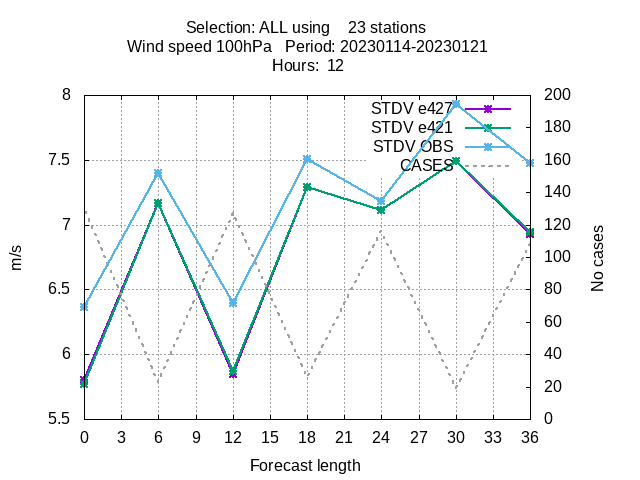 Selection: ALL using 23 stations
Wind speed 100hPa Period: 20230114-20230121
Hours: 12
8
7.5
7
6.5
6
5.5
m/s
200
180
160
140
120
100
80
60
40
20
0
No cases
STDV e427
STDV e421
STDV OBS
CASES
0 3 6 9 12 15 18 21 24 27 30 33 36
Forecast length